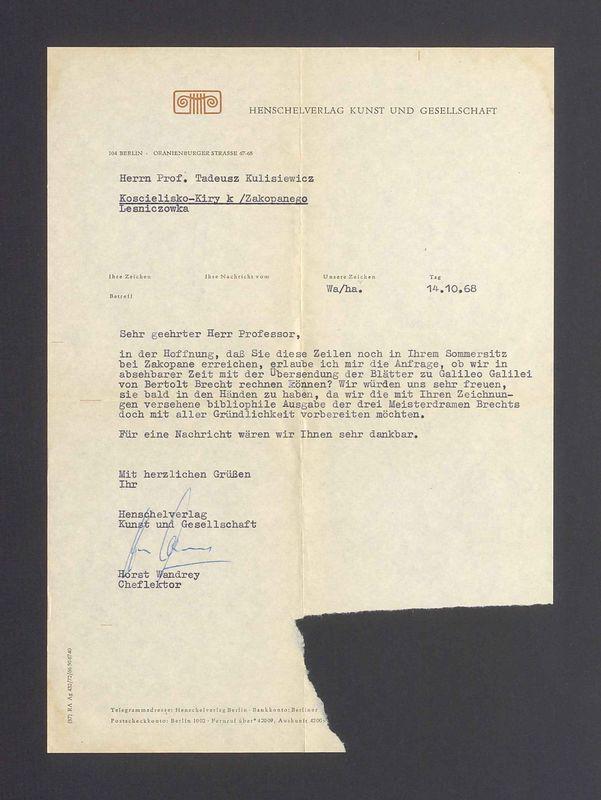 HENSCHELVERLAG KUNST UND GESELLSCHAFT
104 BERLIN · ORANIENBURGER STRASSE 67-68
Herrn Prof. Tadeusz Kulisiewicz
Koscielisko-Kiry k /Zakopanego
Lesniczowka
Ihre Zeichen Ihre Nachricht vom Unsere Zeichen Tag
Wa/ha. 14.10.68
Betreff
Sehr geehrter Herr Professor,
in der Hoffnung, daß Sie diese Zeilen noch in Ihrem Sommersitz
bei Zakopane erreichen, erlaube ich mir die Anfrage, ob wir in
absehbarer Zeit mit der Übersendung der Blätter zu Galileo Galilei
von Bertolt Brecht rechnen können? Wir würden uns sehr freuen,
sie bald in den Händen zu haben, da wir die mit Ihren Zeichnun-
gen versehene bibliophile Ausgabe der drei Meisterdramen Brechts
doch mit aller Gründlichkeit vorbereiten möchten.
Für eine Nachricht wären wir Ihnen sehr dankbar.
Mit herzlichen Grüßen
Ihr
Henschelverlag
Kunst und Gesellschaft
Horst Wandrey
Cheflektor
Telegrammadresse: Henschelverlag Berlin · Bankkonto: Berliner
Postscheckkonto: Berlin 1002 · Fernruf über* 42009, Auskunft 4200